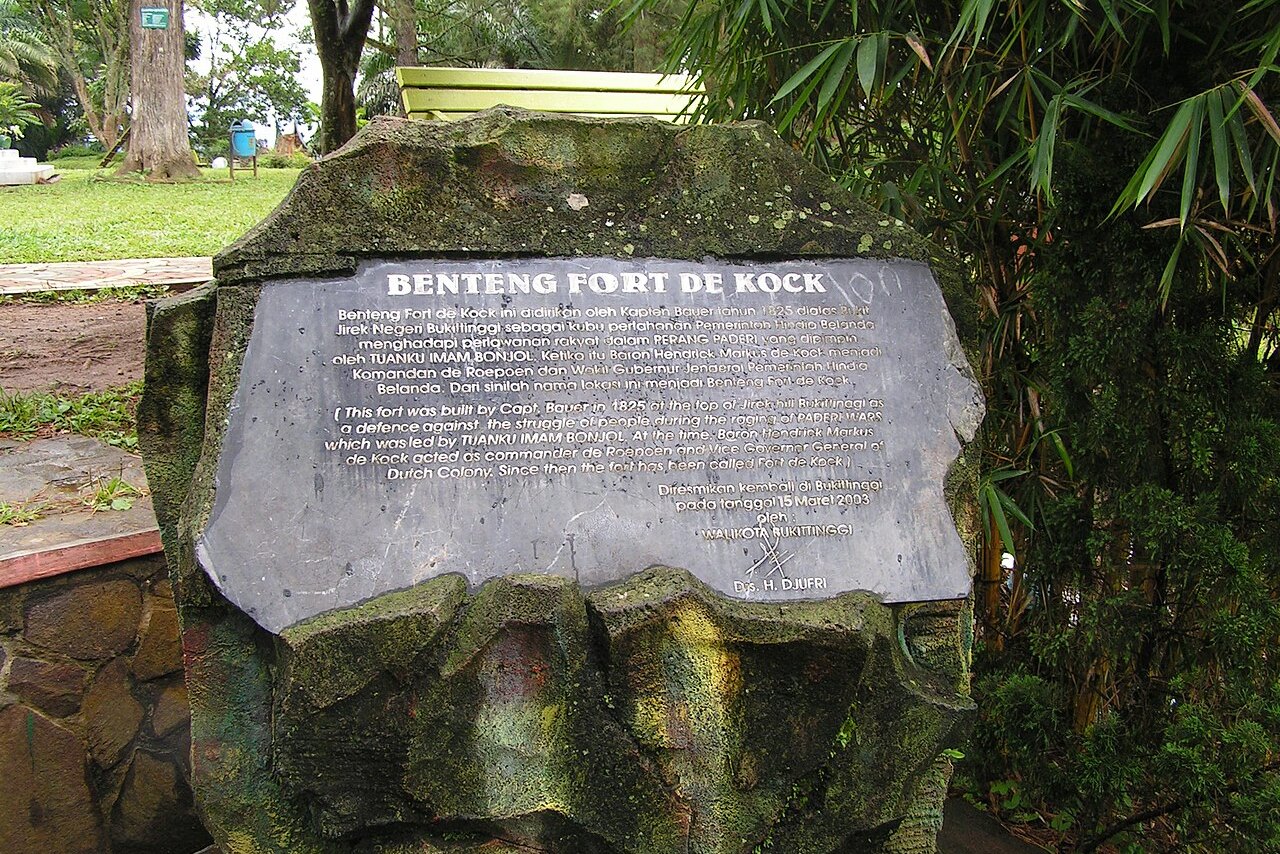 BENTENG FORT DE KOCK
Benteng Fort de Kock ini didirikan oleh Kapten Bauer tahun 1825 diatas Bukit
Jirek Negeri Bukittinggi sebagai kubu pertahanan Pemerintah Hindia Belanda
menghadapi perlawanan rakyat dalam PERANG PADERI yang dipimpin
oleh TUANKU IMAM BONJOL. Ketika itu Baron Hendrick Markus de Kock menjadi
Komandan de Roepoen dan Wakil Gubernur Jenderal Pemerintah Hindia
Belanda. Dari sinilah nama lokasi ini menjadi Benteng Fort de Kock.
( This fort was built by Capt. Bauer in 1825 at the top of Jirek hill Bukittinggi as
a defence against the struggle of people during the raging of PADERI WARS
which was led by TUANKU IMAM BONJOL. At the time, Baron Hendrick Markus
de Kock acted as commander de Roepoen and Vice Governor General of
Dutch Colony. Since then the fort has been called Fort de Kock )
Diresmikan kembali di Bukittinggi
pada tanggal 15 Maret 2003
oleh :
WALIKOTA BUKITTINGGI
Drs. H. DJUFRI